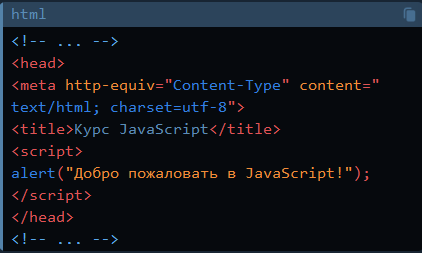 html
<!-- ... -->
<head>
<meta http-equiv="Content-Type" content="
text/html; charset=utf-8">
<title>Курс JavaScript</title>
<script>
alert("Добро пожаловать в JavaScript!");
</script>
</head>
<!-- ... -->